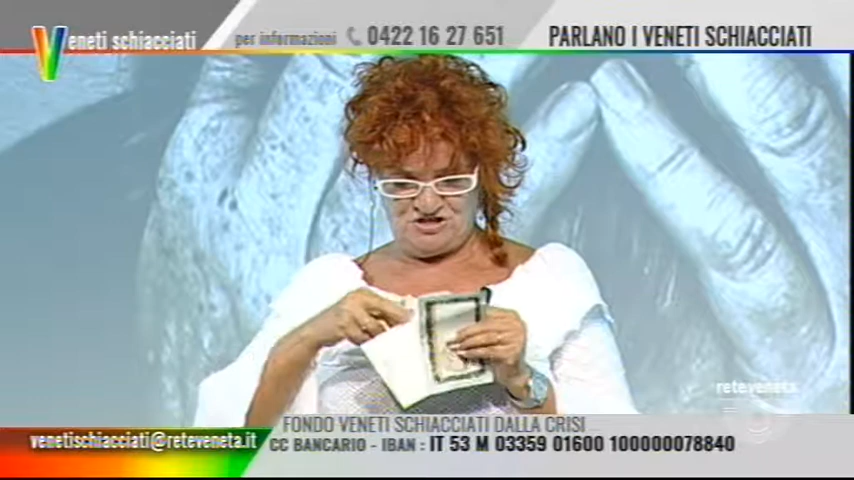 Veneti schiacciati
per informazioni 0422 16 27 651
PARLANO I VENETI SCHIACCIATI
reteveneta
venetischiacciati@reteveneta.it
FONDO VENETI SCHIACCIATI DALLA CRISI
CC BANCARIO - IBAN : IT 53 M 03359 01600 100000078840